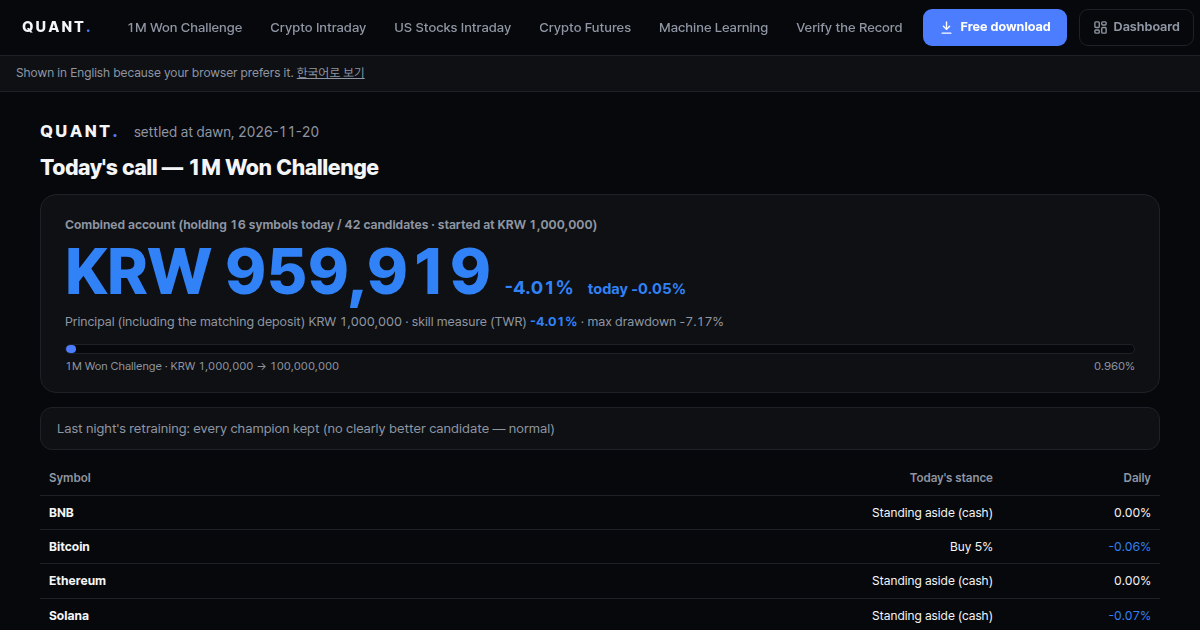 QUANT. 1M Won Challenge Crypto Intraday US Stocks Intraday Crypto Futures Machine Learning Verify the Record Free download Dashboard
Shown in English because your browser prefers it. 한국어로 보기
QUANT. settled at dawn, 2026-11-20
Today's call — 1M Won Challenge
Combined account (holding 16 symbols today / 42 candidates · started at KRW 1,000,000)
KRW 959,919 -4.01% today -0.05%
Principal (including the matching deposit) KRW 1,000,000 · skill measure (TWR) -4.01% · max drawdown -7.17%
1M Won Challenge · KRW 1,000,000 → 100,000,000 0.960%
Last night's retraining: every champion kept (no clearly better candidate — normal)
Symbol Today's stance Daily
BNB Standing aside (cash) 0.00%
Bitcoin Buy 5% -0.06%
Ethereum Standing aside (cash) 0.00%
Solana Standing aside (cash) -0.07%